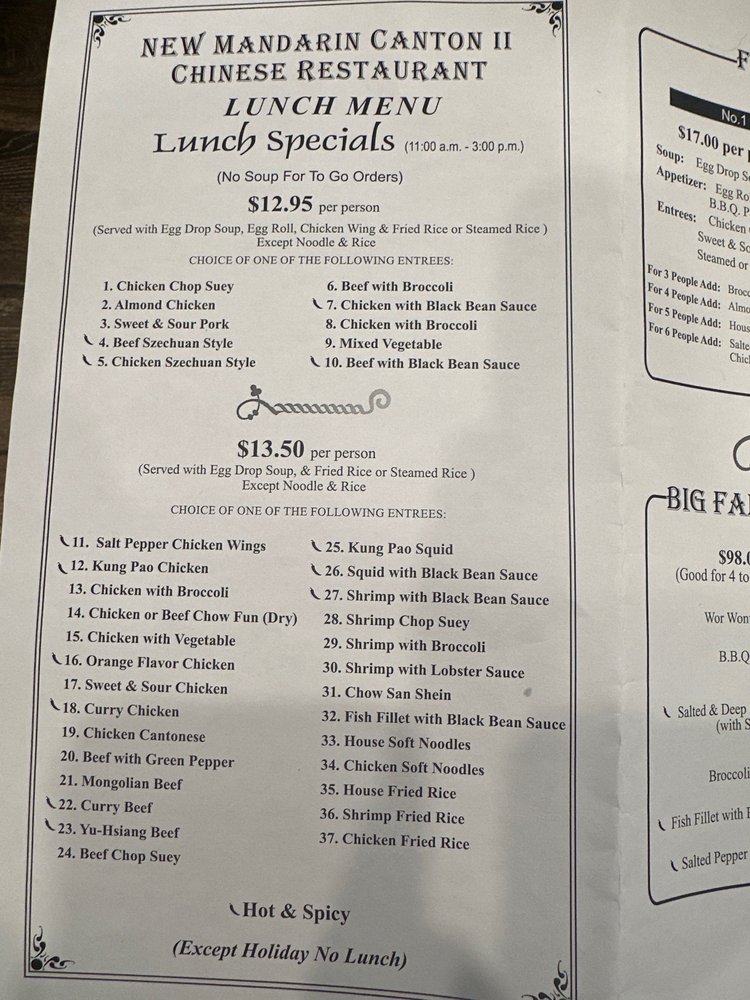 NEW MANDARIN CANTON II
CHINESE RESTAURANT
LUNCH MENU
Lunch Specials (11:00 a.m. - 3:00 p.m.)
(No Soup For To Go Orders)
$12.95 per person
(Served with Egg Drop Soup, Egg Roll, Chicken Wing & Fried Rice or Steamed Rice )
Except Noodle & Rice
CHOICE OF ONE OF THE FOLLOWING ENTREES:
1. Chicken Chop Suey
2. Almond Chicken
3. Sweet & Sour Pork
4. Beef Szechuan Style
5. Chicken Szechuan Style
6. Beef with Broccoli
7. Chicken with Black Bean Sauce
8. Chicken with Broccoli
9. Mixed Vegetable
10. Beef with Black Bean Sauce
$13.50 per person
(Served with Egg Drop Soup, & Fried Rice or Steamed Rice )
Except Noodle & Rice
CHOICE OF ONE OF THE FOLLOWING ENTREES:
11. Salt Pepper Chicken Wings
12. Kung Pao Chicken
13. Chicken with Broccoli
14. Chicken or Beef Chow Fun (Dry)
15. Chicken with Vegetable
16. Orange Flavor Chicken
17. Sweet & Sour Chicken
18. Curry Chicken
19. Chicken Cantonese
20. Beef with Green Pepper
21. Mongolian Beef
22. Curry Beef
23. Yu-Hsiang Beef
24. Beef Chop Suey
25. Kung Pao Squid
26. Squid with Black Bean Sauce
27. Shrimp with Black Bean Sauce
28. Shrimp Chop Suey
29. Shrimp with Broccoli
30. Shrimp with Lobster Sauce
31. Chow San Shein
32. Fish Fillet with Black Bean Sauce
33. House Soft Noodles
34. Chicken Soft Noodles
35. House Fried Rice
36. Shrimp Fried Rice
37. Chicken Fried Rice
Hot & Spicy
(Except Holiday No Lunch)
No.1
$17.00 per
Soup: Egg Drop
Appetizer: Egg
B.B.Q.
Entrees: Chicken
Sweet &
Steamed or
For 3 People Add:
For 4 People Add:
For 5 People Add:
For 6 People Add:
BIG
(Good for 4 to
Wor
B.B.Q
Salted & Deep
(with
Broccoli
Fish Fillet with
Salted Pepper